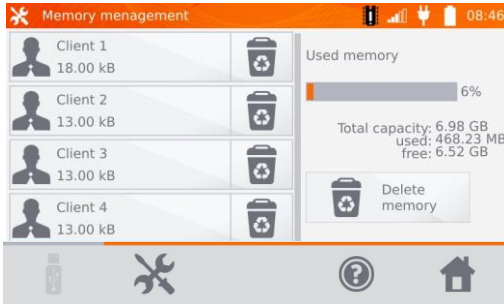 Memory menagement
08:46
Client 1
18.00 kB
Client 2
13.00 kB
Client 3
13.00 kB
Client 4
13.00 kB
Used memory
6%
Total capacity: 6.98 GB
used: 468.23 MB
free: 6.52 GB
Delete
memory